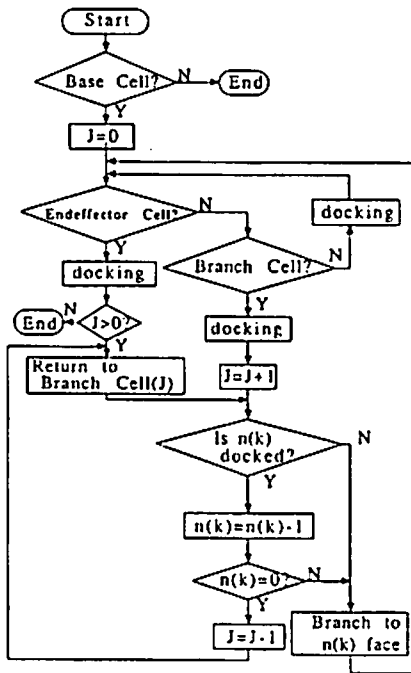 Start
Base Cell?
N
End
Y
J=0
Endeffector Cell?
N
docking
Y
docking
Branch Cell?
Y
N
docking
N
J>0?
End
Y
Return to
Branch Cell(J)
J=J+1
Is n(k)
docked?
N
Y
n(k)=n(k)-1
n(k)=0?
N
Y
J=J-1
Branch to
n(k) face